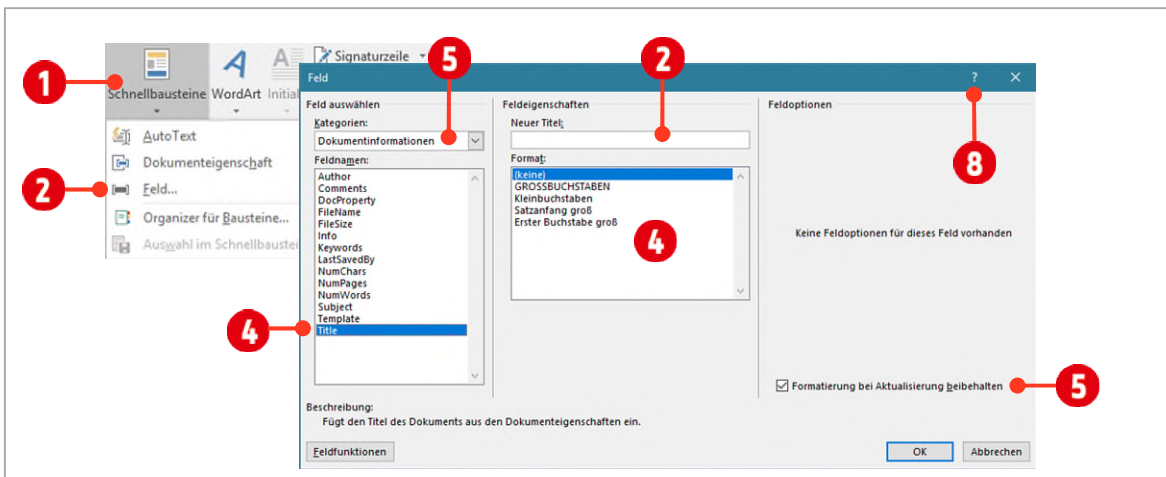 Signaturzeile
Schnellbausteine WordArt Initial
AutoText
Dokumenteigenschaft
Feld...
Organizer für Bausteine...
Auswahl im Schnellbaustei
1
2
5
2
8
4
4
5
Feld
? ×
Feld auswählen
Kategorien:
Dokumentinformationen
Feldnamen:
Author
Comments
DocProperty
FileName
FileSize
Info
Keywords
LastSavedBy
NumChars
NumPages
NumWords
Subject
Template
Title
Feldeigenschaften
Neuer Titel:
Format:
(keine)
GROSSBUCHSTABEN
Kleinbuchstaben
Satzanfang groß
Erster Buchstabe groß
Feldoptionen
Keine Feldoptionen für dieses Feld vorhanden
Formatierung bei Aktualisierung beibehalten
Beschreibung:
Fügt den Titel des Dokuments aus den Dokumenteigenschaften ein.
Feldfunktionen
OK
Abbrechen